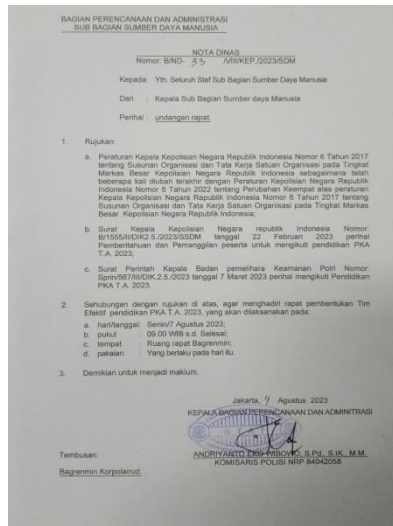 BAGIAN PERENCANAAN DAN ADMINISTRASI
SUB BAGIAN SUMBER DAYA MANUSIA
NOTA DINAS
Nomor: B/ND- 33 /VIII/KEP./2023/SDM
Kepada: Yth. Seluruh Staf Sub Bagian Sumber Daya Manusia
Dari : Kepala Sub Bagian Sumber daya Manusia
Perihal : undangan rapat.
1. Rujukan:
a. Peraturan Kepala Kepolisian Negara Republik Indonesia Nomor 6 Tahun 2017
tentang Susunan Organisasi dan Tata Kerja Satuan Organisasi pada Tingkat
Markas Besar Kepolisian Negara Republik Indonesia sebagaimana telah
beberapa kali diubah terakhir dengan Peraturan Kepolisian Negara Republik
Indonesia Nomor 6 Tahun 2022 tentang Perubahan Keempat atas peraturan
Kepala Kepolisian Negara Republik Indonesia Nomor 6 Tahun 2017 tentang
Susunan Organisasi dan Tata Kerja Satuan Organisasi pada Tingkat Markas
Besar Kepolisian Negara Republik Indonesia;
b. Surat Kepala Kepolisian Negara republik Indonesia Nomor:
B/1555/II/DIK.2.5./2023/SSDM tanggal 22 Februari 2023 perihal
Pemberitahuan dan Pemanggilan peserta untuk mengikuti pendidikan PKA
T.A. 2023;
c. Surat Perintah Kepala Badan pemelihara Keamanan Polri Nomor:
Sprin/567/III/DIK.2.5./2023 tanggal 7 Maret 2023 perihal mengikuti Pendidikan
PKA T.A. 2023.
2. Sehubungan dengan rujukan di atas, agar menghadiri rapat pembentukan Tim
Efektif pendidikan PKA T.A. 2023, yang akan dilaksanakan pada:
a. hari/tanggal: Senin/7 Agustus 2023;
b. pukul : 09.00 WIB s.d. Selesai;
c. tempat : Ruang rapat Bagrenmin;
d. pakaian : Yang berlaku pada hari itu.
3. Demikian untuk menjadi maklum.
Jakarta, 4 Agustus 2023
KEPALA BAGIAN PERENCANAAN DAN ADMINITRASI
ANDRIYANTO EKO WIBOWO, S.Pd., S.IK., M.M.
KOMISARIS POLISI NRP 84042058
Tembusan:
Bagrenmin Korpolairud.